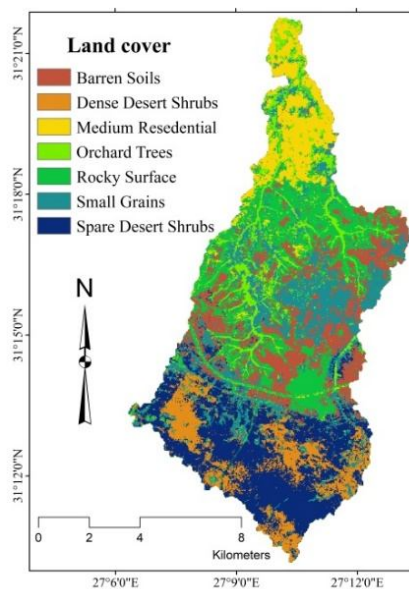 Land cover
Barren Soils
Dense Desert Shrubs
Medium Resedential
Orchard Trees
Rocky Surface
Small Grains
Spare Desert Shrubs
N
31°21'0"N
31°18'0"N
31°15'0"N
31°12'0"N
0 2 4 8
Kilometers
27°6'0"E 27°9'0"E 27°12'0"E